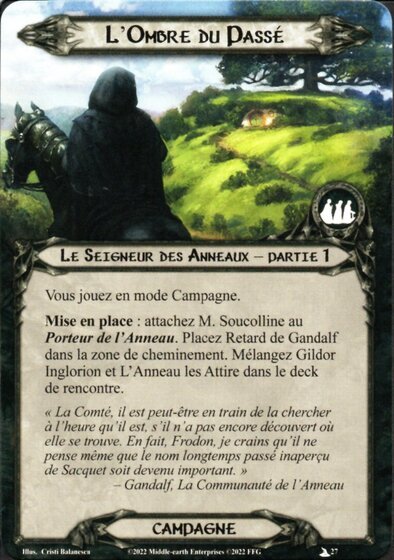 L'Ombre du Passé
Le Seigneur des Anneaux – partie 1
Vous jouez en mode Campagne.
Mise en place : attachez M. Soucolline au
Porteur de l'Anneau. Placez Retard de Gandalf
dans la zone de cheminement. Mélangez Gildor
Inglorion et L'Anneau les Attire dans le deck
de rencontre.
« La Comté, il est peut-être en train de la chercher
à l'heure qu'il est, s'il n'a pas encore découvert où
elle se trouve. En fait, Frodon, je crains qu'il ne
pense même que le nom longtemps passé inaperçu
de Sacquet soit devenu important. »
– Gandalf, La Communauté de l'Anneau
CAMPAGNE
Illus. Cristi Balanescu ©2022 Middle-earth Enterprises ©2022 FFG 27